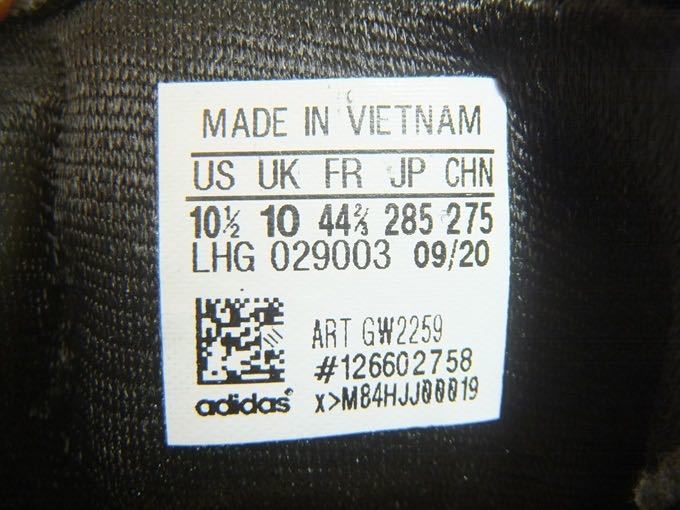 MADE IN VIETNAM
US UK FR JP CHN
10½ 10 44⅔ 285 275
LHG 029003 09/20
ART GW2259
#126602758
adidas x>M84HJJ00019